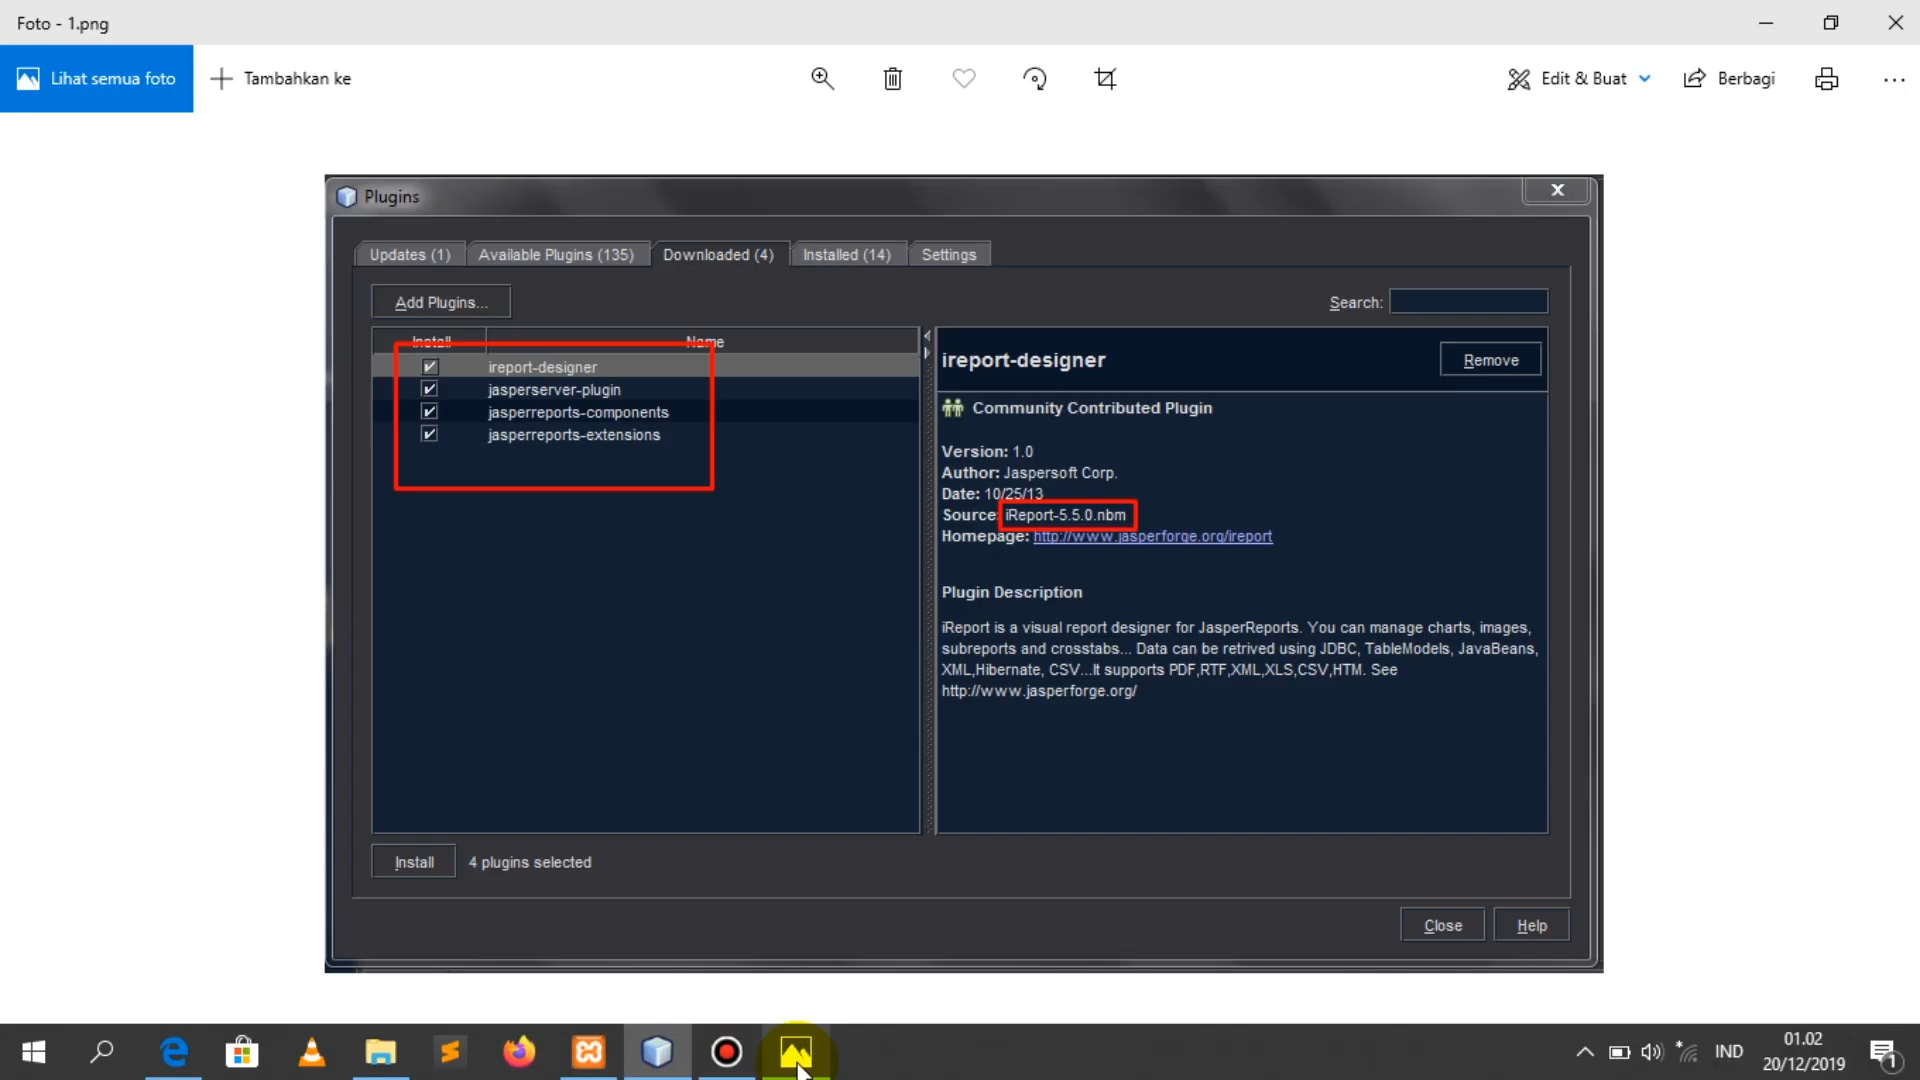 Foto - 1.png
Lihat semua foto
Tambahkan ke
Edit & Buat
Berbagi
Plugins
Updates (1)
Available Plugins (135)
Downloaded (4)
Installed (14)
Settings
Add Plugins...
Search:
Install
Name
ireport-designer
jasperserver-plugin
jasperreports-components
jasperreports-extensions
ireport-designer
Remove
Community Contributed Plugin
Version: 1.0
Author: Jaspersoft Corp.
Date: 10/25/13
Source: iReport-5.5.0.nbm
Homepage: http://www.jasperforge.org/ireport
Plugin Description
iReport is a visual report designer for JasperReports. You can manage charts, images,
subreports and crosstabs... Data can be retrived using JDBC, TableModels, JavaBeans,
XML,Hibernate, CSV...It supports PDF,RTF,XML,XLS,CSV,HTM. See
http://www.jasperforge.org/
Install
4 plugins selected
Close
Help
IND
01.02
20/12/2019
1